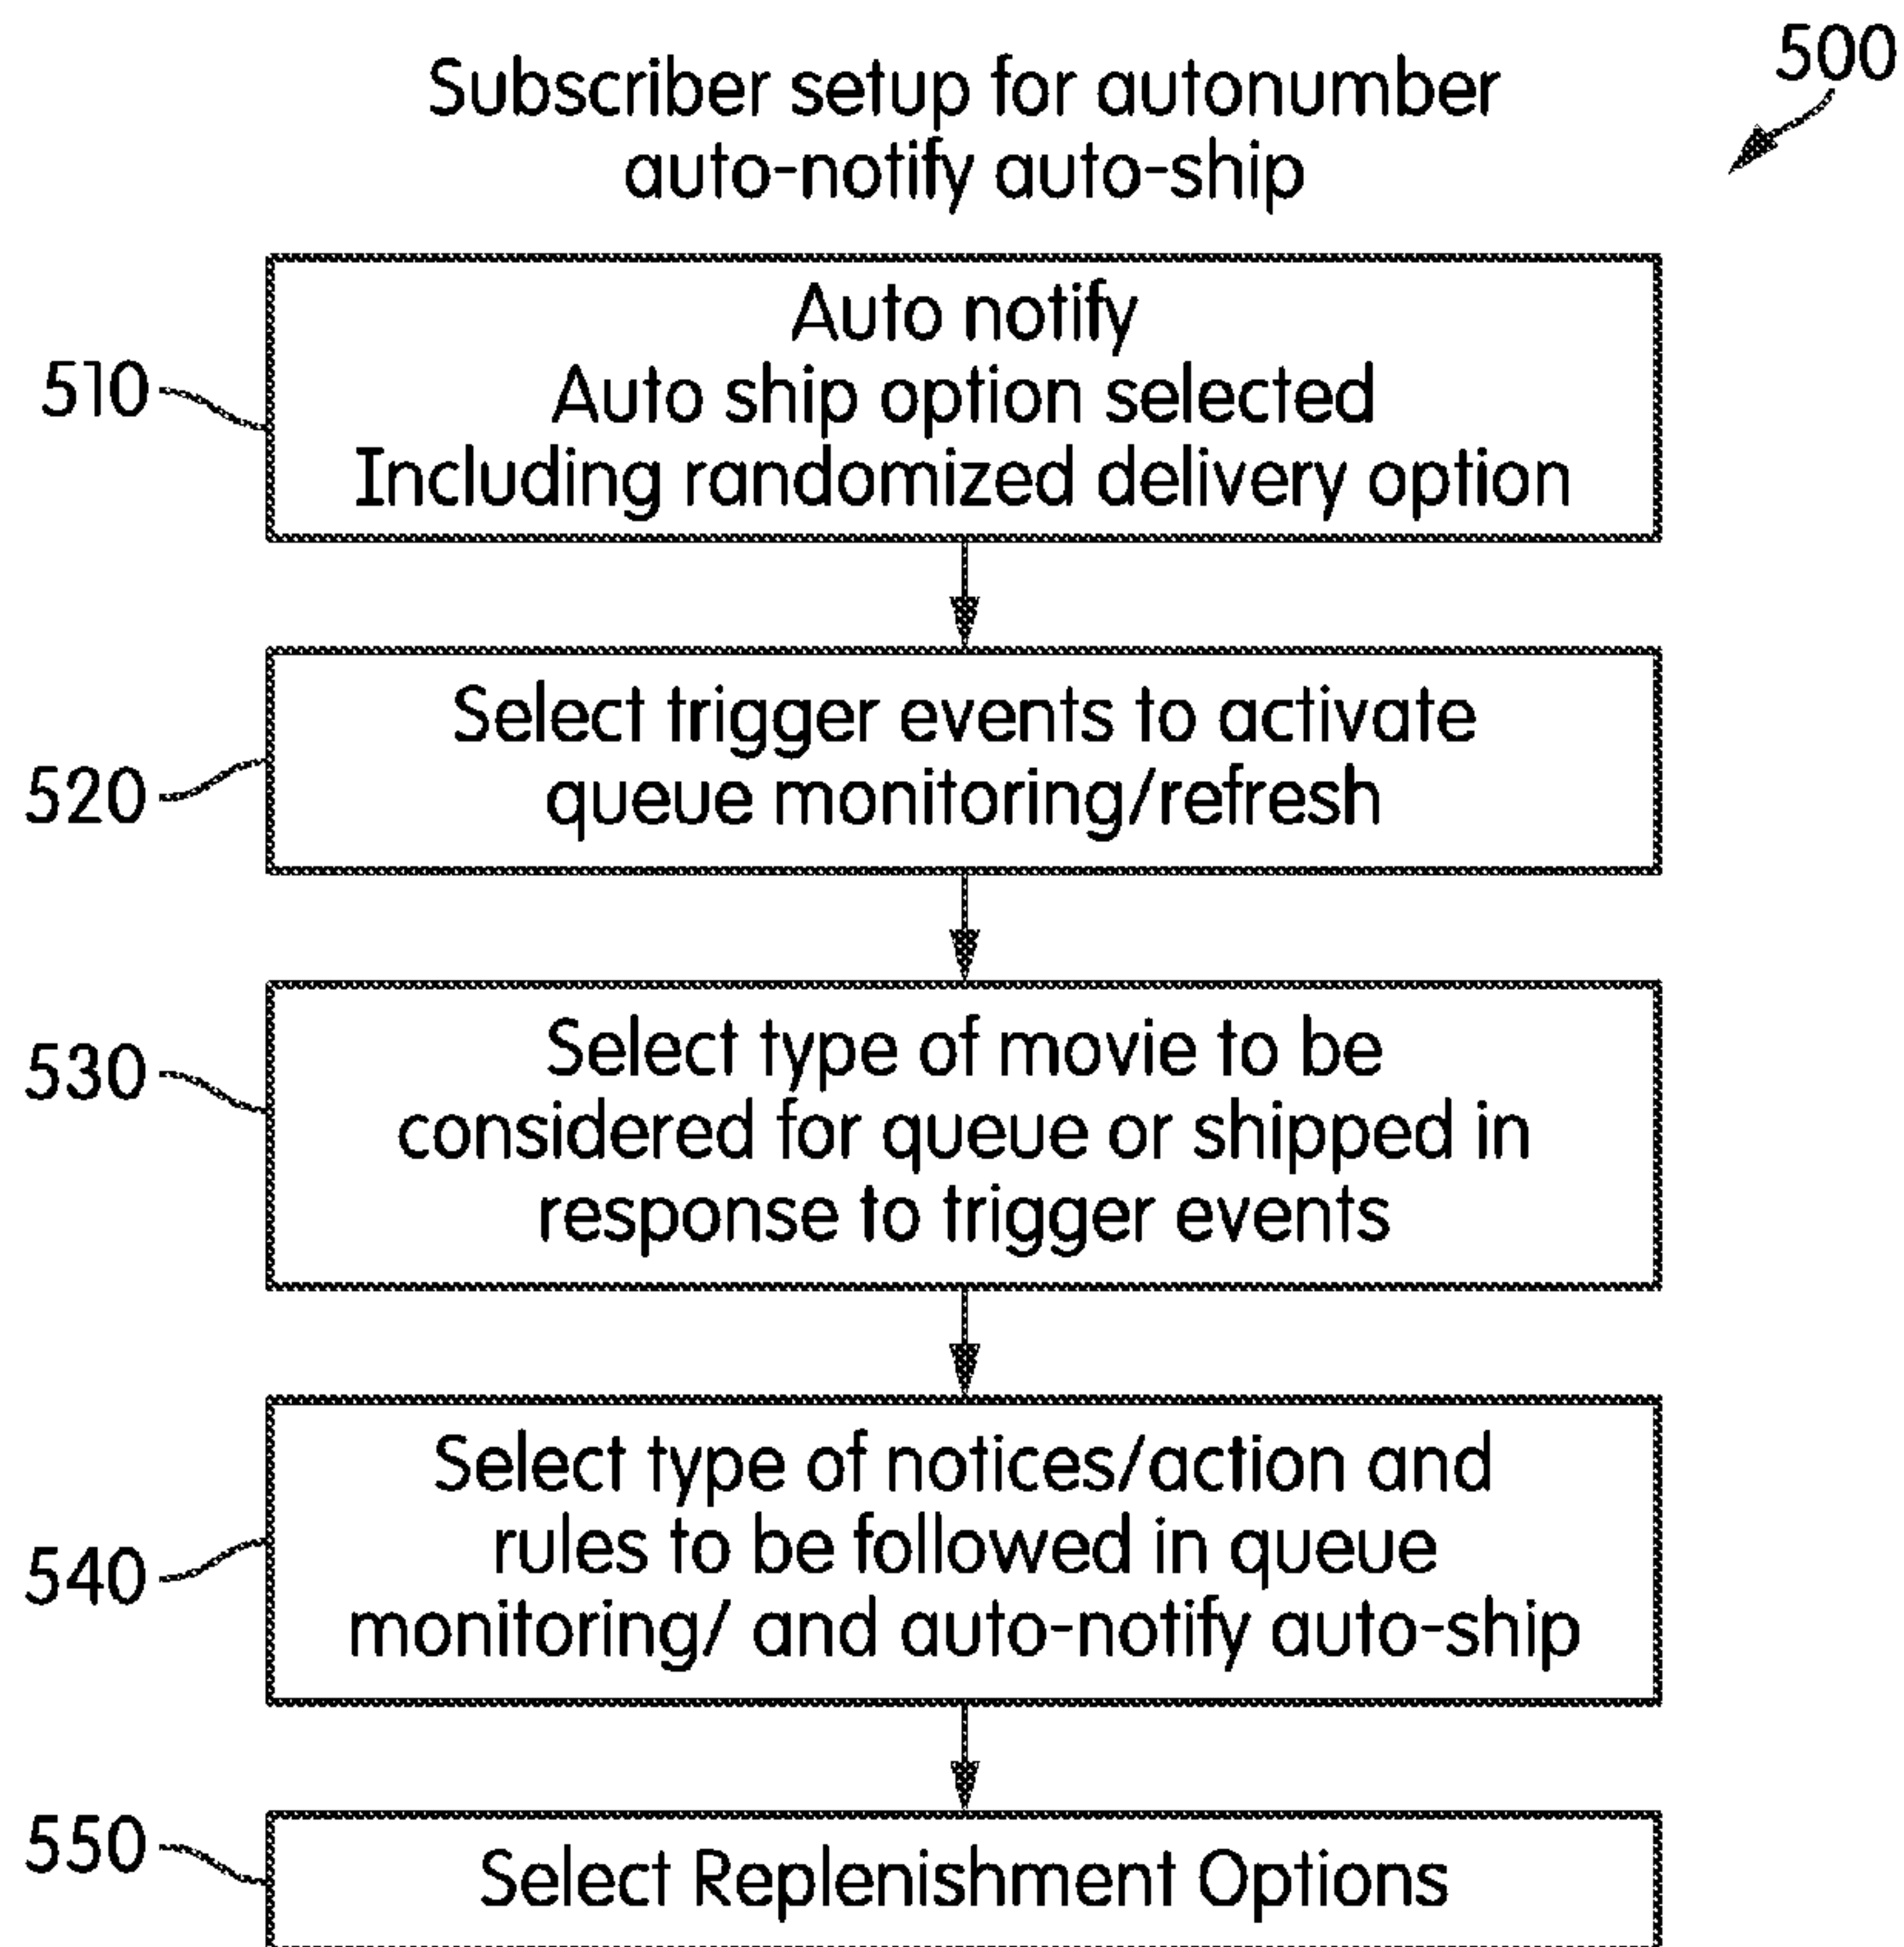 500
Subscriber setup for autonumber
auto-notify auto-ship
510
Auto notify
Auto ship option selected
Including randomized delivery option
520
Select trigger events to activate
queue monitoring/refresh
530
Select type of movie to be
considered for queue or shipped in
response to trigger events
540
Select type of notices/action and
rules to be followed in queue
monitoring/ and auto-notify auto-ship
550
Select Replenishment Options